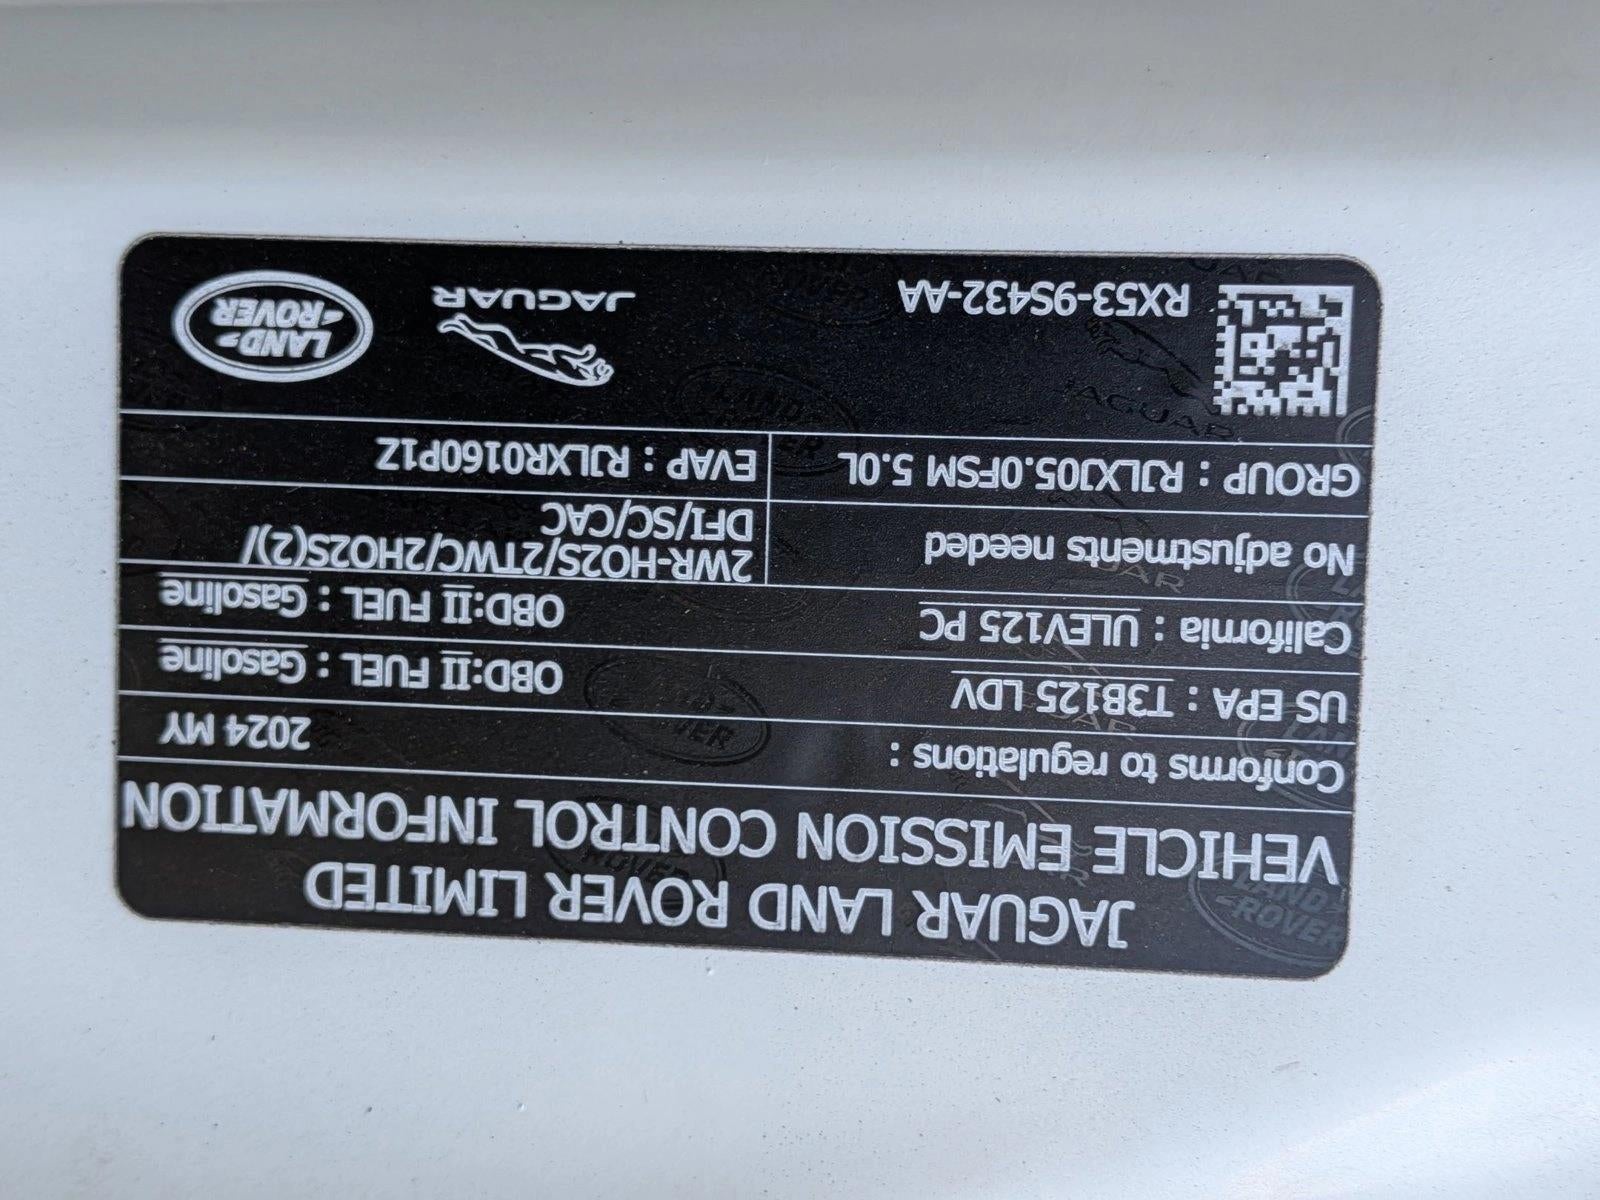 JAGUAR LAND ROVER LIMITED
VEHICLE EMISSION CONTROL INFORMATION
Conforms to regulations : 2024 MY
US EPA : T3B125 LDV OBD:II FUEL : Gasoline
California : ULEV125 PC OBD:II FUEL : Gasoline
No adjustments needed
2WR-HO2S/2TWC/2HO2S(2)/
DFI/SC/CAC
GROUP : RJLXJ05.0FSM 5.0L
EVAP : RJLXR0160P1Z
RX53-9S432-AA
JAGUAR
LAND
ROVER